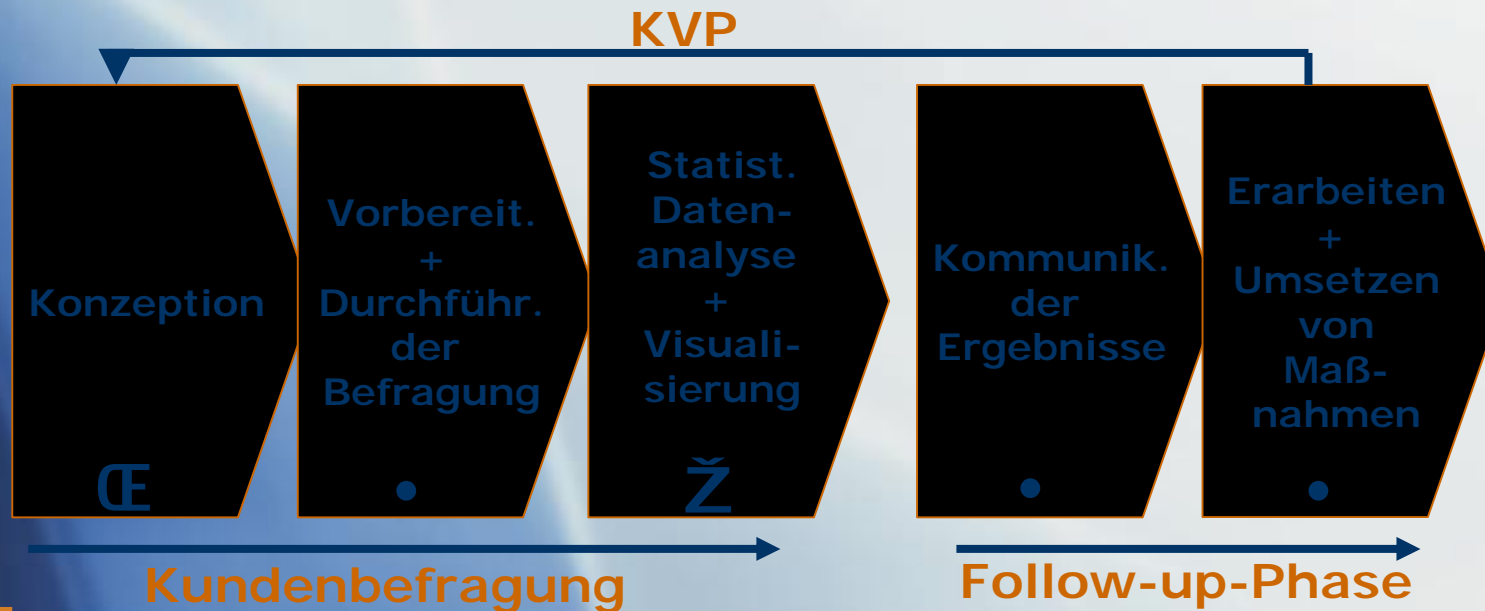 KVP
Konzeption
Œ
Vorbereit.
+
Durchführ.
der
Befragung
•
Statist.
Daten-
analyse
+
Visuali-
sierung
Ž
Kommunik.
der
Ergebnisse
•
Erarbeiten
+
Umsetzen
von
Maß-
nahmen
•
Kundenbefragung
Follow-up-Phase